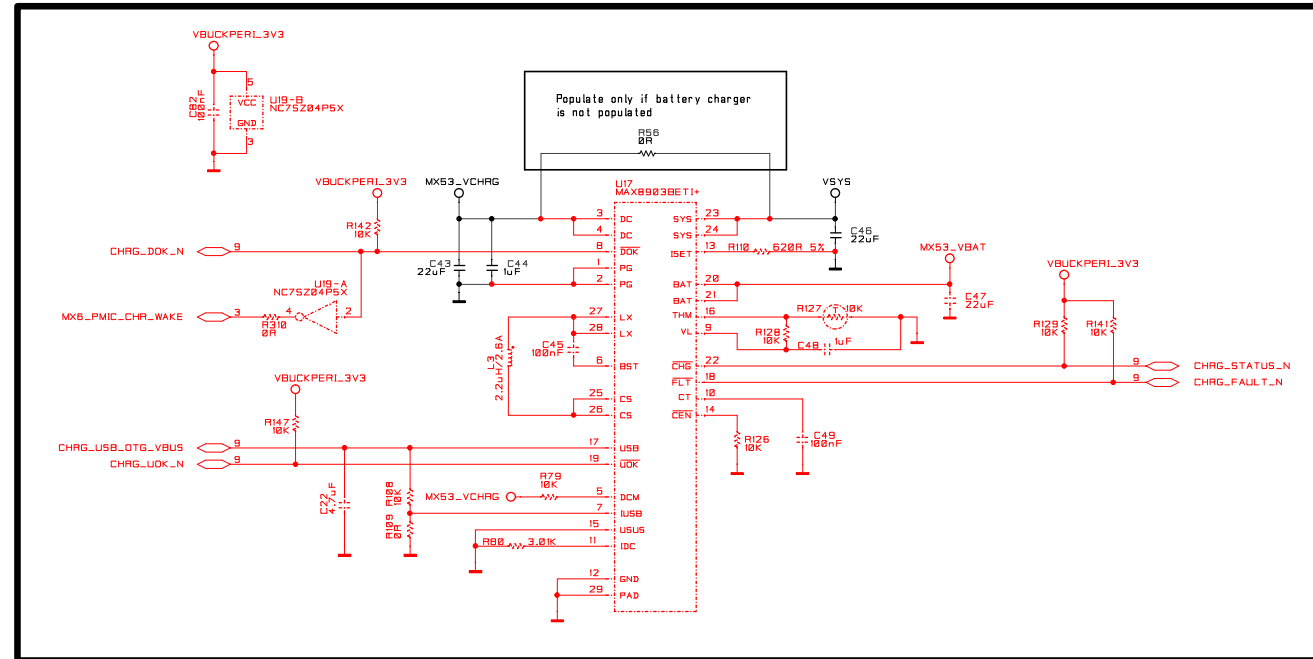 VBUCKPERI_3V3
C82
100nF
5
VCC
GND
3
U19-B
NC7SZ04P5X
Populate only if battery charger
is not populated
R56
0R
VBUCKPERI_3V3
R142
10K
MX53_VCHRG
C43
22uF
C44
1uF
VSYS
C46
22uF
CHRG_DOK_N
9
U19-A
NC7SZ04P5X
MX6_PMIC_CHR_WAKE
3
R310
0R
4
2
L3
2.2uH/2.6A
C45
100nF
VBUCKPERI_3V3
R147
10K
CHRG_USB_OTG_VBUS
9
CHRG_UOK_N
9
C22
4.7uF
R108
10K
R109
0R
MX53_VCHRG
R79
10K
R80
3.01K
U17
MAX8903BETI+
3
DC
4
DC
8
DOK
1
PG
2
PG
27
LX
28
LX
6
BST
25
CS
26
CS
17
USB
19
UOK
5
DCM
7
IUSB
15
USUS
11
IDC
12
GND
29
PAD
SYS
23
SYS
24
ISET
13
BAT
20
BAT
21
THM
16
VL
9
CHG
22
FLT
18
CT
10
CEN
14
R110
620R 5%
MX53_VBAT
C47
22uF
R127
10K
T
R128
10K
C48
1uF
R126
10K
C49
100nF
VBUCKPERI_3V3
R129
10K
R141
10K
9
CHRG_STATUS_N
9
CHRG_FAULT_N